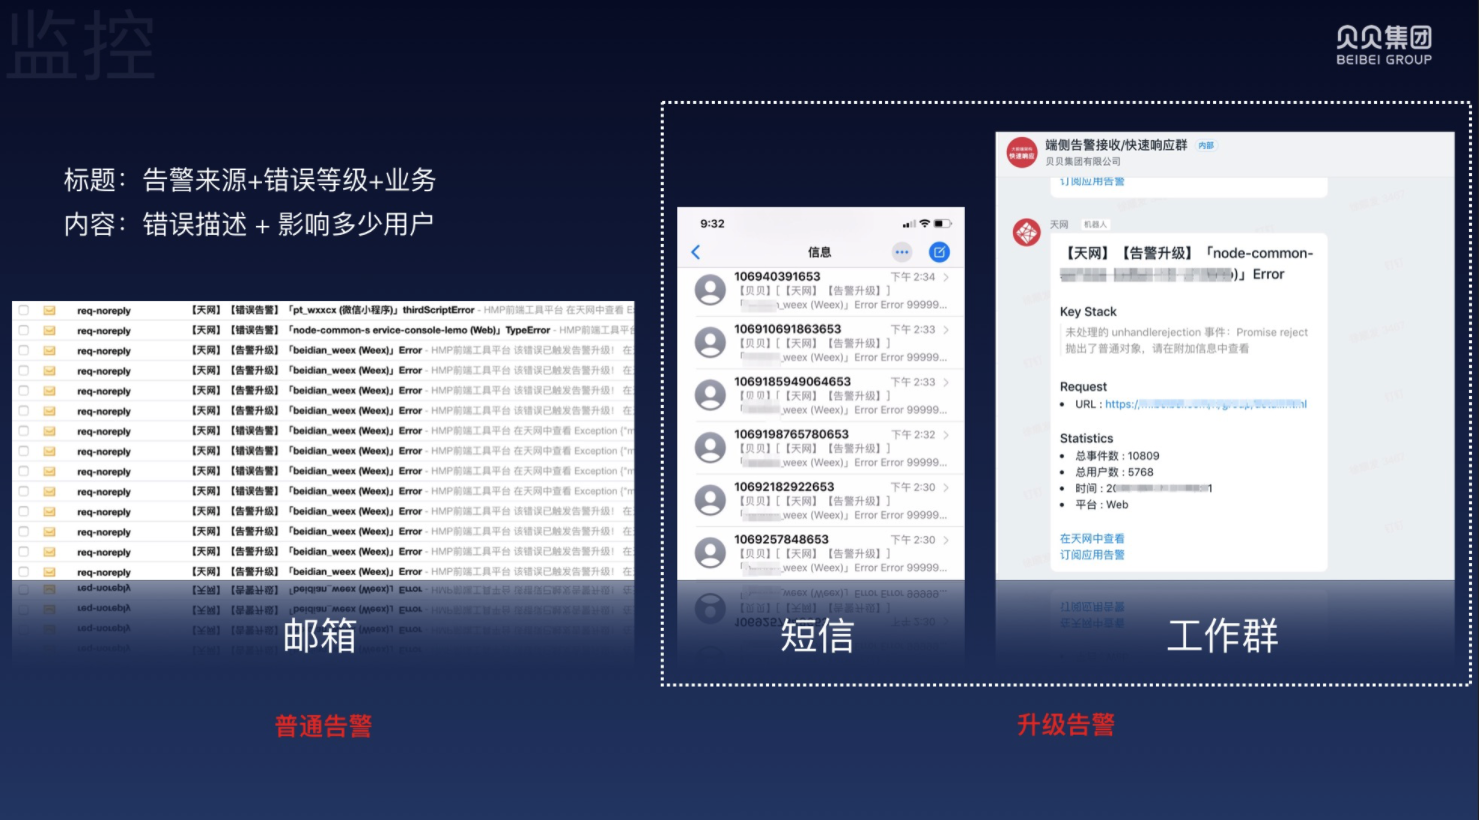 监控
贝贝集团
BEIBEI GROUP
标题：告警来源+错误等级+业务
内容：错误描述 + 影响多少用户
req-noreply 【天网】【错误告警】「pt_wxxcx (微信小程序)」thirdScriptError - HMP前端工具平台 在天网中查看 E
req-noreply 【天网】【错误告警】「node-common-s ervice-console-lemo (Web)」TypeError - HMP前端工具平台
req-noreply 【天网】【告警升级】「beidian_weex (Weex)」Error - HMP前端工具平台 该错误已触发告警升级！ 在
req-noreply 【天网】【告警升级】「beidian_weex (Weex)」Error - HMP前端工具平台 该错误已触发告警升级！ 在
req-noreply 【天网】【告警升级】「beidian_weex (Weex)」Error - HMP前端工具平台 该错误已触发告警升级！ 在
req-noreply 【天网】【告警升级】「beidian_weex (Weex)」Error - HMP前端工具平台 该错误已触发告警升级！ 在
req-noreply 【天网】【错误告警】「beidian_weex (Weex)」Error - HMP前端工具平台 在天网中查看 Exception {"m
req-noreply 【天网】【错误告警】「beidian_weex (Weex)」Error - HMP前端工具平台 在天网中查看 Exception {"m
req-noreply 【天网】【错误告警】「beidian_weex (Weex)」Error - HMP前端工具平台 在天网中查看 Exception {"m
req-noreply 【天网】【错误告警】「beidian_weex (Weex)」Error - HMP前端工具平台 在天网中查看 Exception {"m
req-noreply 【天网】【告警升级】「beidian_weex (Weex)」Error - HMP前端工具平台 该错误已触发告警升级！ 在
req-noreply 【天网】【告警升级】「beidian_weex (Weex)」Error - HMP前端工具平台 该错误已触发告警升级！ 在
req-noreply 【天网】【告警升级】「beidian_weex (Weex)」Error - HMP前端工具平台 该错误已触发告警升级！ 在
req-noreply 【天网】【告警升级】「beidian_weex (Weex)」Error - HMP前端工具平台 该错误已触发告警升级！ 在
邮箱
普通告警
9:32
信息
106940391653 下午 2:34
【贝贝】[【天网】【告警升级】]
「 _weex (Weex)」Error Error 99999...
106910691863653 下午 2:33
【贝贝】[【天网】【告警升级】]
「 _weex (Weex)」Error Error 99999...
1069185949064653 下午 2:33
【贝贝】[【天网】【告警升级】]
「 _weex (Weex)」Error Error 99999...
1069198765780653 下午 2:32
【贝贝】[【天网】【告警升级】]
「 _weex (Weex)」Error Error 99999...
10692182922653 下午 2:30
【贝贝】[【天网】【告警升级】]
「 _weex (Weex)」Error Error 99999...
1069257848653 下午 2:30
【贝贝】[【天网】【告警升级】]
「 _weex (Weex)」Error Error 99999...
短信
快速响应
端侧告警接收/快速响应群 内部
贝贝集团有限公司
订阅应用告警
天网 机器人
【天网】【告警升级】「node-common-
)」Error
Key Stack
未处理的 unhandlerejection 事件：Promise reject
抛出了普通对象，请在附加信息中查看
Request
• URL : https://
Statistics
• 总事件数 : 10809
• 总用户数 : 5768
• 时间 : 20 1
• 平台 : Web
在天网中查看
订阅应用告警
工作群
升级告警